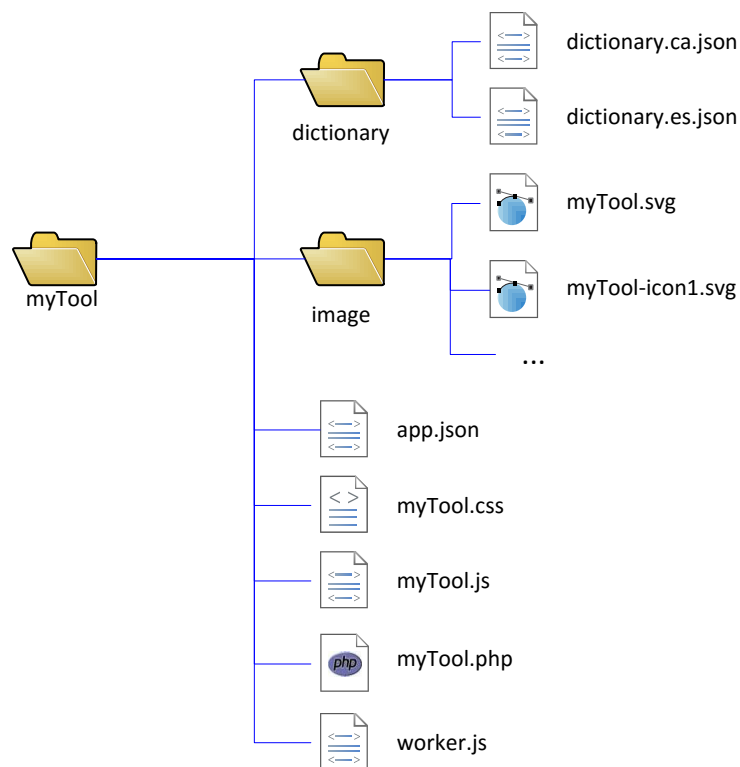 dictionary.ca.json
dictionary
dictionary.es.json
myTool.svg
myTool
image
myTool-icon1.svg
...
app.json
< >
myTool.css
myTool.js
php
myTool.php
worker.js